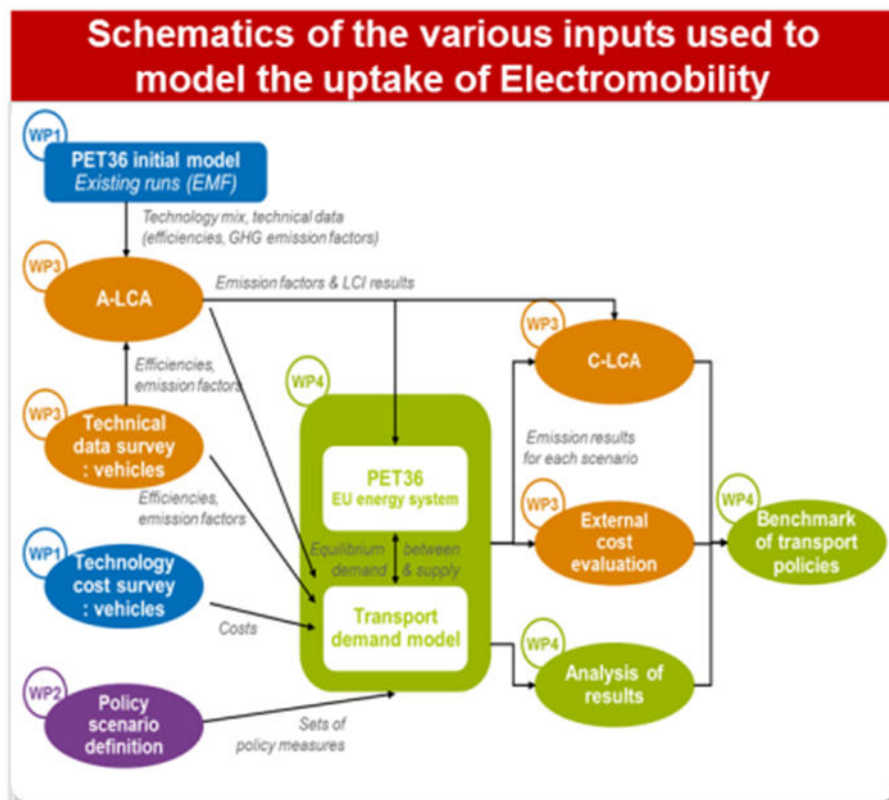 Schematics of the various inputs used to
model the uptake of Electromobility
WP1
PET36 initial model
Existing runs (EMF)
Technology mix, technical data
(efficiencies, GHG emission factors)
WP3
A-LCA
Emission factors & LCI results
WP3
C-LCA
Efficiencies,
emission factors
WP4
WP3
Technical
data survey
: vehicles
PET36
EU energy system
Emission results
for each scenario
Efficiencies,
emission factors
WP3
External
cost
evaluation
WP4
Benchmark
of transport
policies
Equilibrium between
demand & supply
WP1
Technology
cost survey
: vehicles
Costs
Transport
demand model
WP4
Analysis of
results
WP2
Policy
scenario
definition
Sets of
policy measures